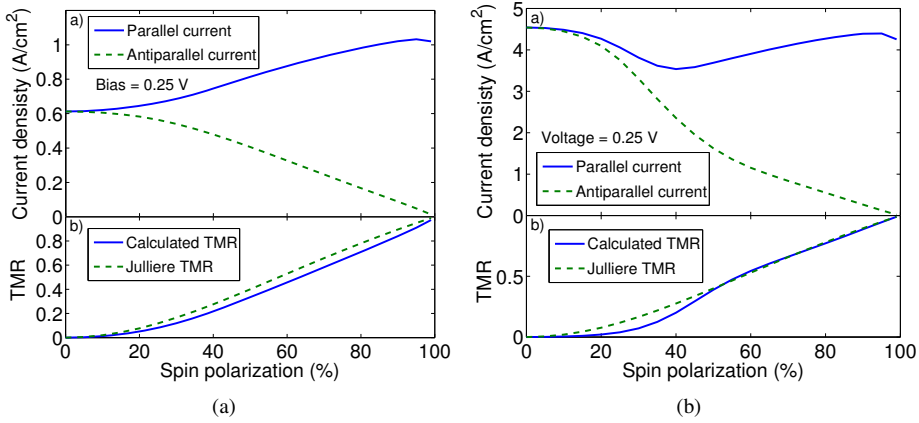 a)
Parallel current
Antiparallel current
Bias = 0.25 V
Current densisty (A/cm²)
1
0.8
0.6
0.4
0.2
0
b)
Calculated TMR
Julliere TMR
TMR
0.8
0.6
0.4
0.2
0
0 20 40 60 80 100
Spin polarization (%)
(a)
a)
Voltage = 0.25 V
Parallel current
Antiparallel current
Current densisty (A/cm²)
5
4
3
2
1
0
b)
Calculated TMR
Julliere TMR
TMR
0.5
0
0 20 40 60 80 100
Spin polarization (%)
(b)